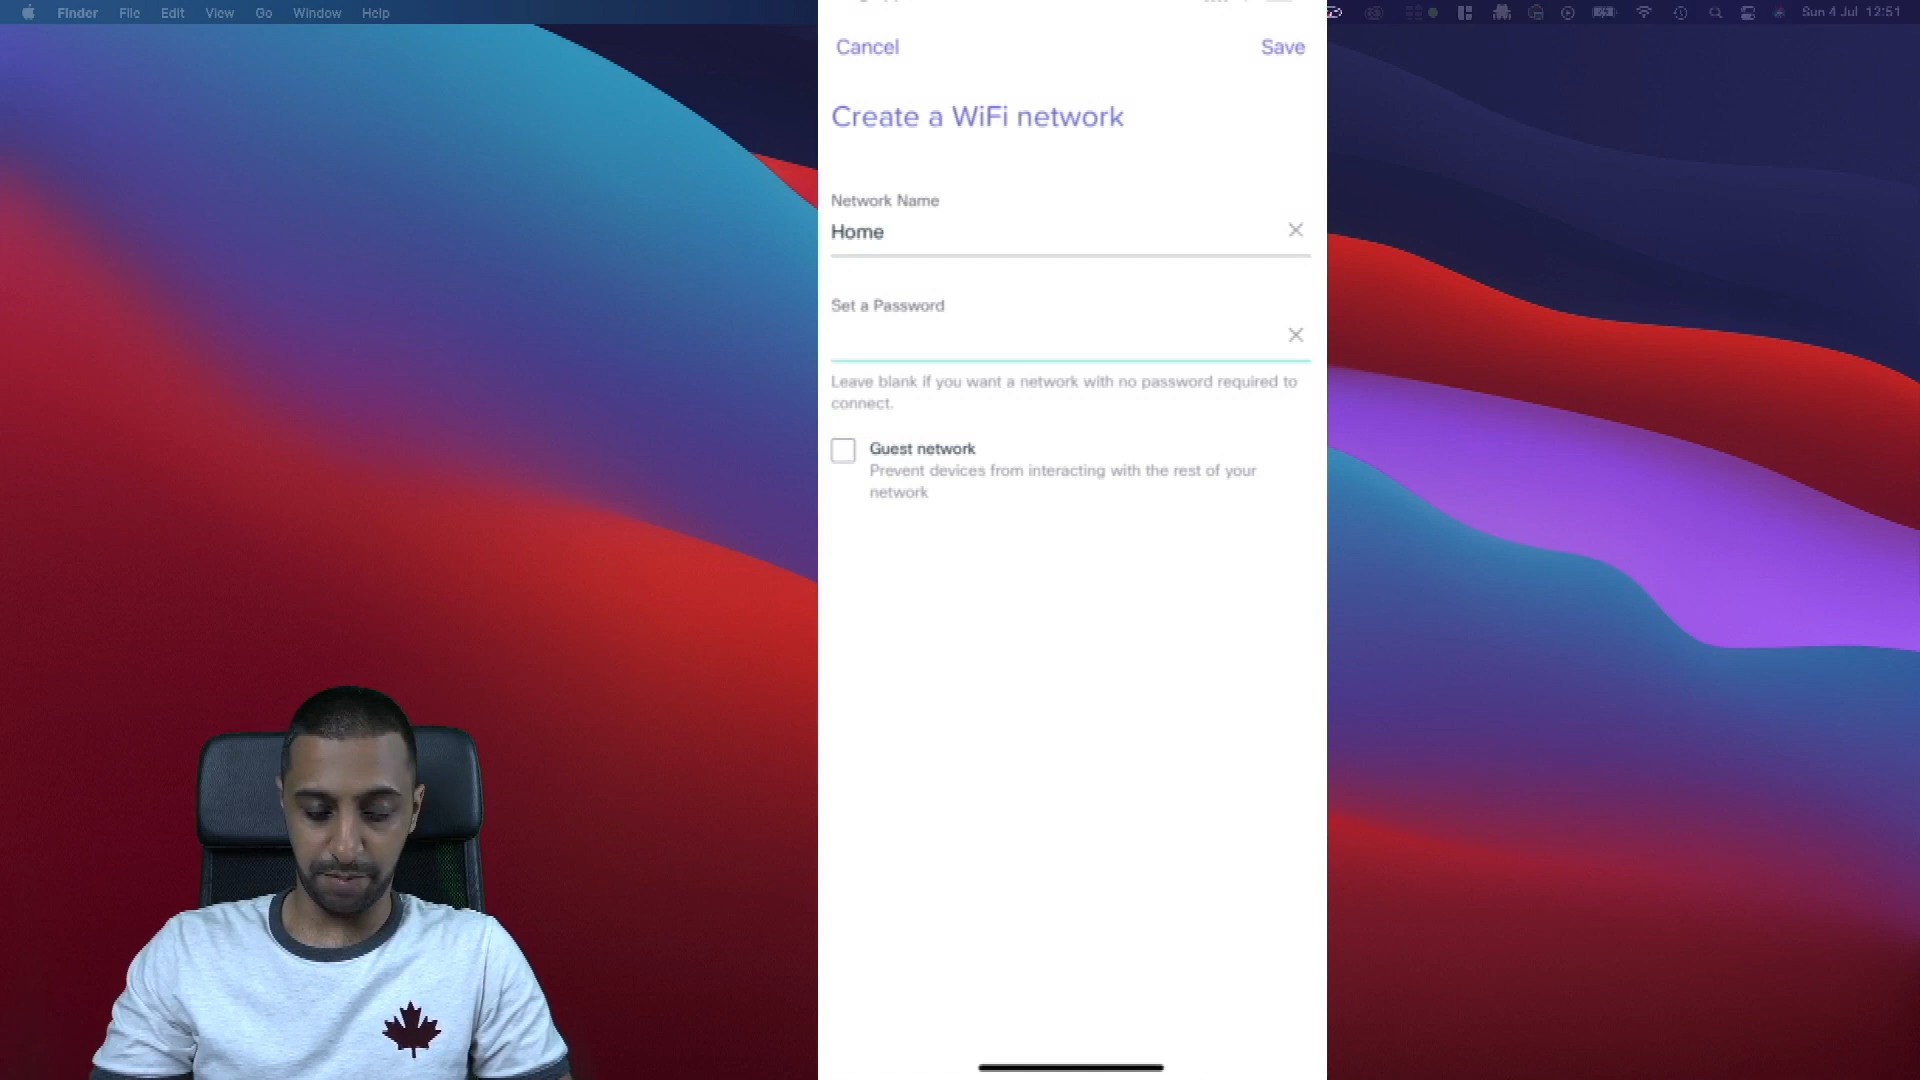 Finder File Edit View Go Window Help
Sun 4 Jul 12:51
Cancel
Save
Create a WiFi network
Network Name
Home
Set a Password
Leave blank if you want a network with no password required to
connect.
Guest network
Prevent devices from interacting with the rest of your
network